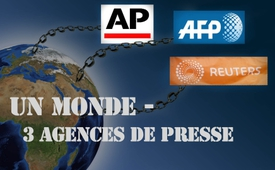 AP
AFP
REUTERS
UN MONDE -
3 AGENCES DE PRESSE